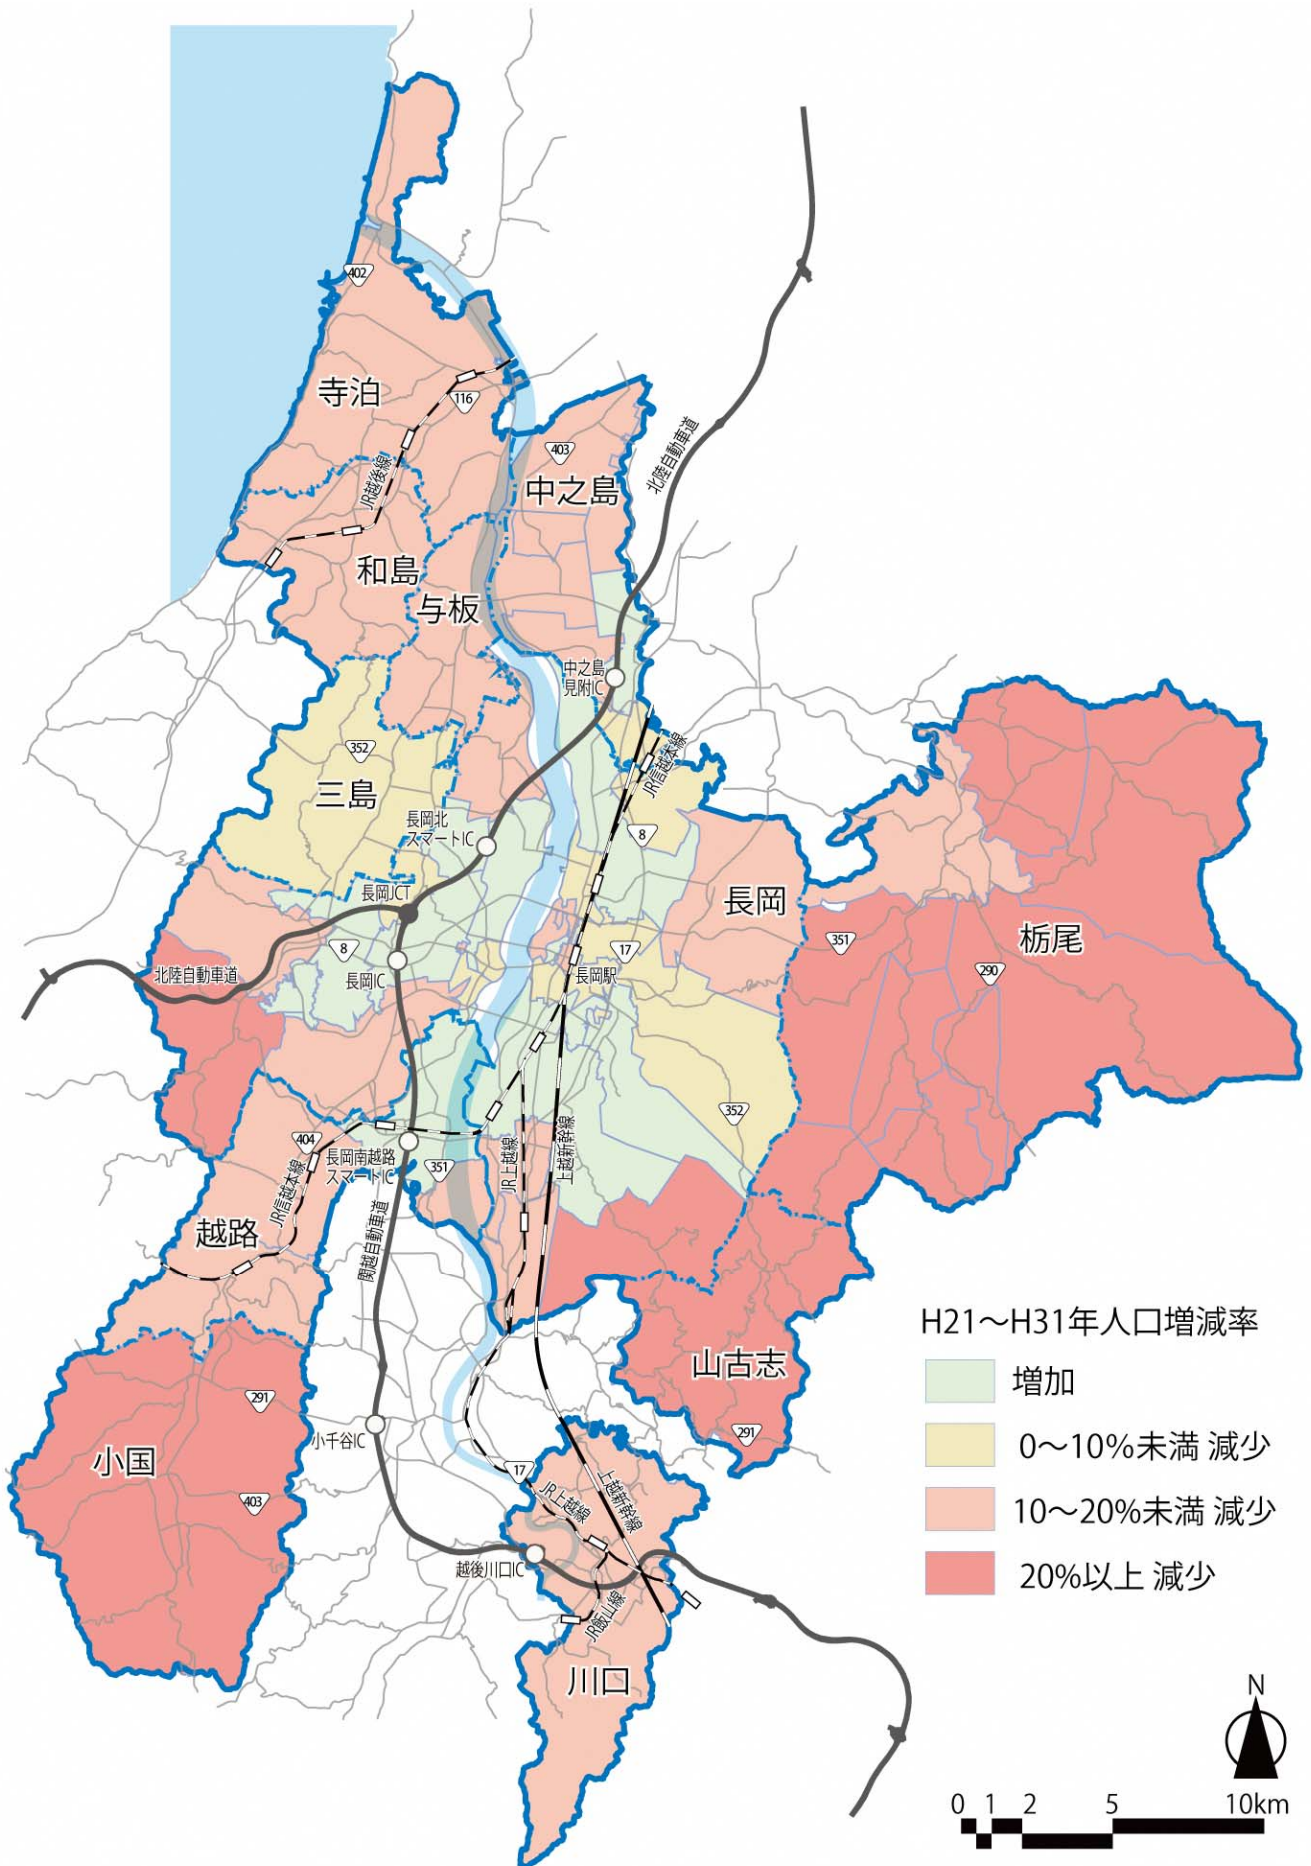 402
寺泊
116
JR越後線
403
中之島
北陸自動車道
和島
与板
中之島
見附IC
352
三島
JR信越本線
長岡北
スマートIC
8
長岡JCT
長岡
351
栃尾
8
17
290
北陸自動車道
長岡IC
長岡駅
352
404
JR信越本線
長岡南越路
スマートIC
351
JR上越線
上越新幹線
越路
関越自動車道
H21～H31年人口増減率
増加
0～10%未満 減少
10～20%未満 減少
20%以上 減少
山古志
291
291
小千谷IC
小国
403
17
JR上越線
上越新幹線
越後川口IC
JR飯山線
川口
N
0 1 2 5 10km